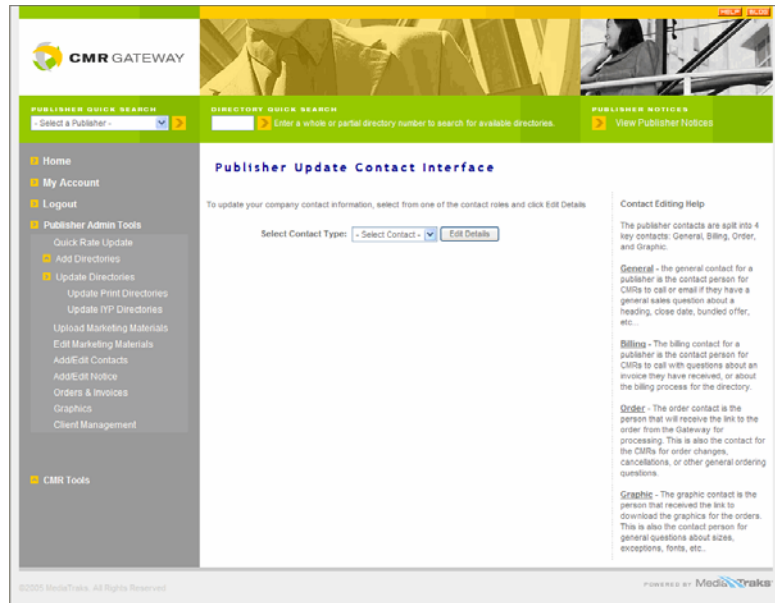 HELP BLOG
CMR GATEWAY
PUBLISHER QUICK SEARCH
- Select a Publisher -
DIRECTORY QUICK SEARCH
Enter a whole or partial directory number to search for available directories.
PUBLISHER NOTICES
View Publisher Notices
Home
My Account
Logout
Publisher Admin Tools
Quick Rate Update
Add Directories
Update Directories
Update Print Directories
Update IYP Directories
Upload Marketing Materials
Edit Marketing Materials
Add/Edit Contacts
Add/Edit Notice
Orders & Invoices
Graphics
Client Management
CMR Tools
Publisher Update Contact Interface
To update your company contact information, select from one of the contact roles and click Edit Details
Select Contact Type: - Select Contact - Edit Details
Contact Editing Help
The publisher contacts are split into 4
key contacts: General, Billing, Order,
and Graphic.
General - the general contact for a
publisher is the contact person for
CMRs to call or email if they have a
general sales question about a
heading, close date, bundled offer,
etc...
Billing - The billing contact for a
publisher is the contact person for
CMRs to call with questions about an
invoice they have received, or about
the billing process for the directory.
Order - The order contact is the
person that will receive the link to the
order from the Gateway for
processing. This is also the contact for
the CMRs for order changes,
cancellations, or other general ordering
questions.
Graphic - The graphic contact is the
person that received the link to
download the graphics for the orders.
This is also the contact person for
general questions about sizes,
exceptions, fonts, etc..
©2005 MediaTraks. All Rights Reserved
POWERED BY MediaTraks